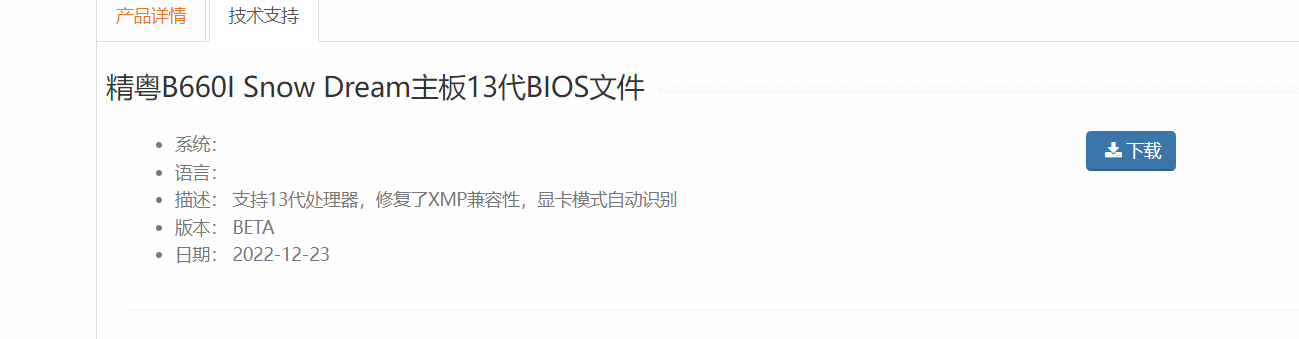 产品详情
技术支持
精粤B660I Snow Dream主板13代BIOS文件
系统：
下载
语言：
描述： 支持13代处理器，修复了XMP兼容性，显卡模式自动识别
版本： BETA
日期： 2022-12-23